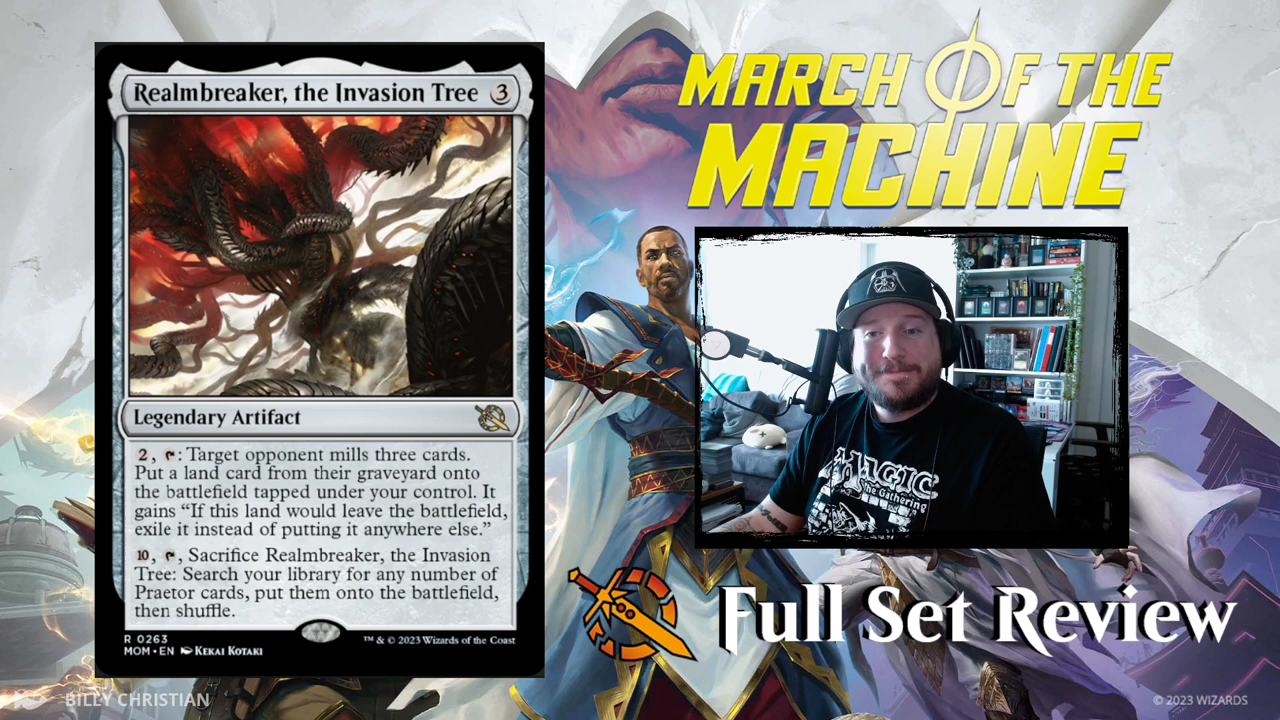 Realmbreaker, the Invasion Tree 3
Legendary Artifact
2, T: Target opponent mills three cards.
Put a land card from their graveyard onto
the battlefield tapped under your control. It
gains “If this land would leave the battlefield,
exile it instead of putting it anywhere else.”
10, T, Sacrifice Realmbreaker, the Invasion
Tree: Search your library for any number of
Praetor cards, put them onto the battlefield,
then shuffle.
R 0263
MOM • EN KEKAI KOTAKI
™ & © 2023 Wizards of the Coast
BILLY CHRISTIAN
MARCH OF THE
MACHINE
MAGIC
The Gathering
Full Set Review
© 2023 WIZARDS